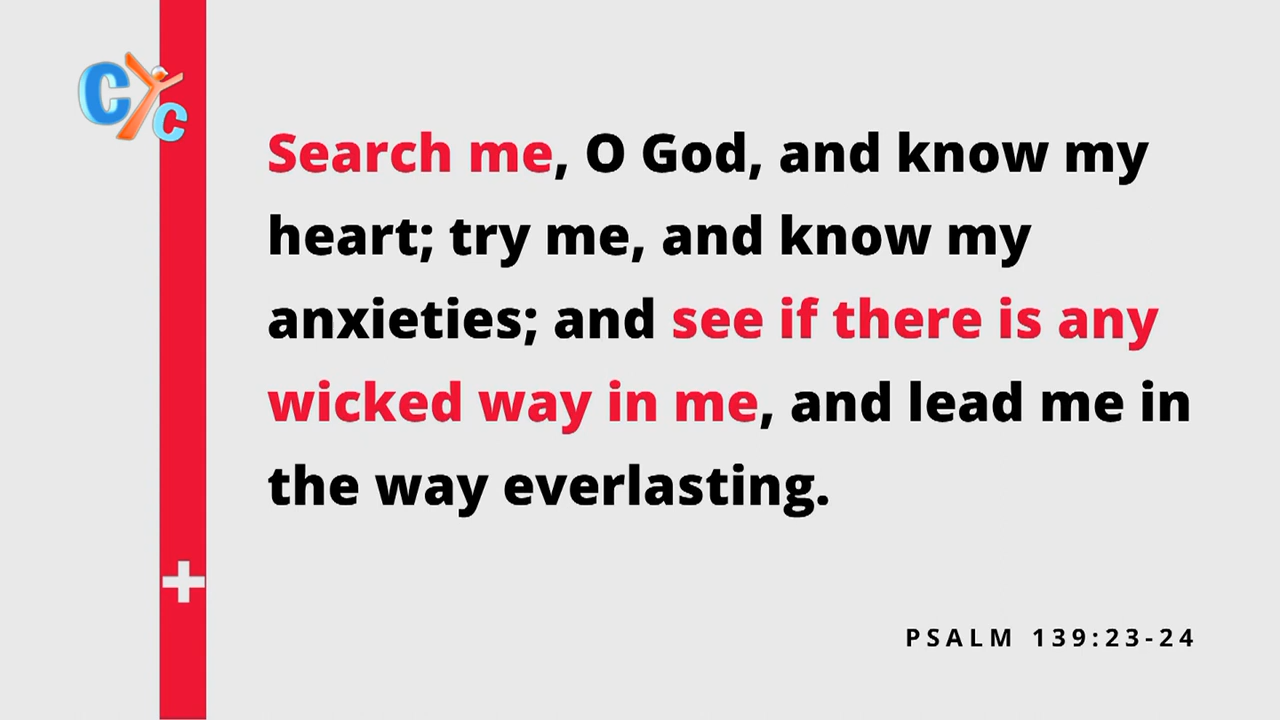 CYC
Search me, O God, and know my
heart; try me, and know my
anxieties; and see if there is any
wicked way in me, and lead me in
the way everlasting.
PSALM 139:23-24